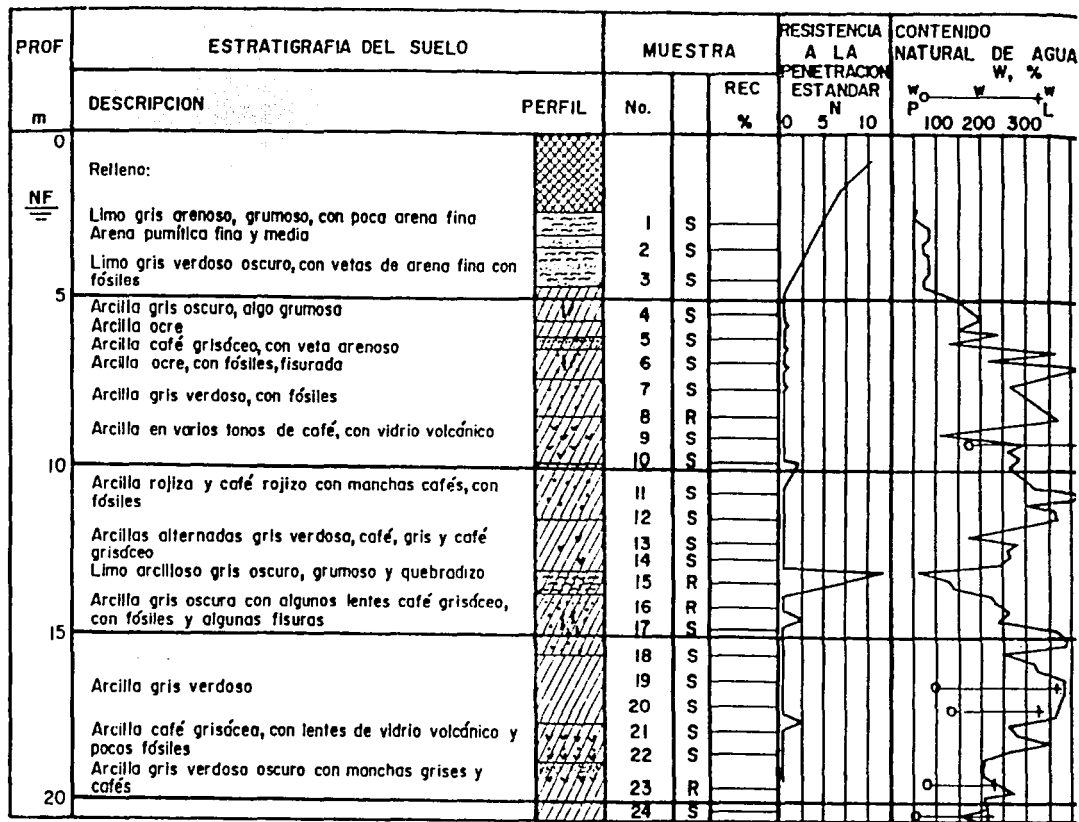 PROF
ESTRATIGRAFIA DEL SUELO
MUESTRA
RESISTENCIA
A LA
PENETRACION
ESTANDAR
N
CONTENIDO
NATURAL DE AGUA
W, %
m
DESCRIPCION
PERFIL
No.
REC
%
0 5 10
w w w
P L
100 200 300
0
Relleno:
NF
Limo gris arenoso, grumoso, con poca arena fina
1 S
Arena pumítica fina y media
2 S
Limo gris verdoso oscuro, con vetas de arena fina con
fósiles
3 S
5
Arcilla gris oscuro, algo grumosa
4 S
Arcilla ocre
Arcilla café grisáceo, con veta arenoso
5 S
Arcilla ocre, con fósiles, fisurada
6 S
Arcilla gris verdoso, con fósiles
7 S
8 R
Arcilla en varios tonos de café, con vidrio volcánico
9 S
10
10 S
Arcilla rojiza y café rojizo con manchas cafés, con
fósiles
11 S
12 S
Arcillas alternadas gris verdosa, café, gris y café
grisáceo
13 S
14 S
Limo arcilloso gris oscuro, grumoso y quebradizo
15 R
Arcilla gris oscura con algunos lentes café grisáceo,
con fósiles y algunas fisuras
16 R
15
17 S
18 S
Arcilla gris verdoso
19 S
20 S
Arcilla café grisácea, con lentes de vidrio volcánico y
pocos fósiles
21 S
22 S
Arcilla gris verdosa oscuro con manchas grises y
cafés
23 R
20
24 S